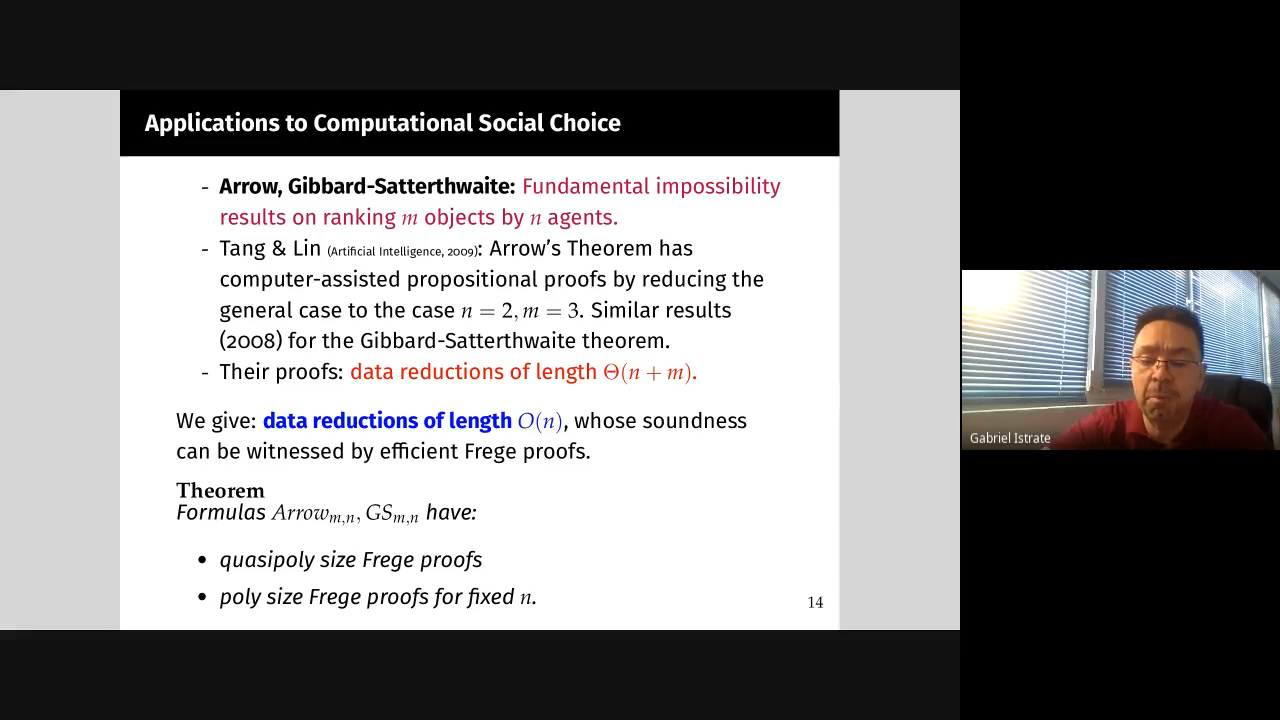 Applications to Computational Social Choice
- Arrow, Gibbard-Satterthwaite: Fundamental impossibility
results on ranking m objects by n agents.
- Tang & Lin (Artificial Intelligence, 2009): Arrow's Theorem has
computer-assisted propositional proofs by reducing the
general case to the case n = 2, m = 3. Similar results
(2008) for the Gibbard-Satterthwaite theorem.
- Their proofs: data reductions of length Θ(n + m).
We give: data reductions of length O(n), whose soundness
can be witnessed by efficient Frege proofs.
Theorem
Formulas Arrow_{m,n}, GS_{m,n} have:
• quasipoly size Frege proofs
• poly size Frege proofs for fixed n.
14
Gabriel Istrate